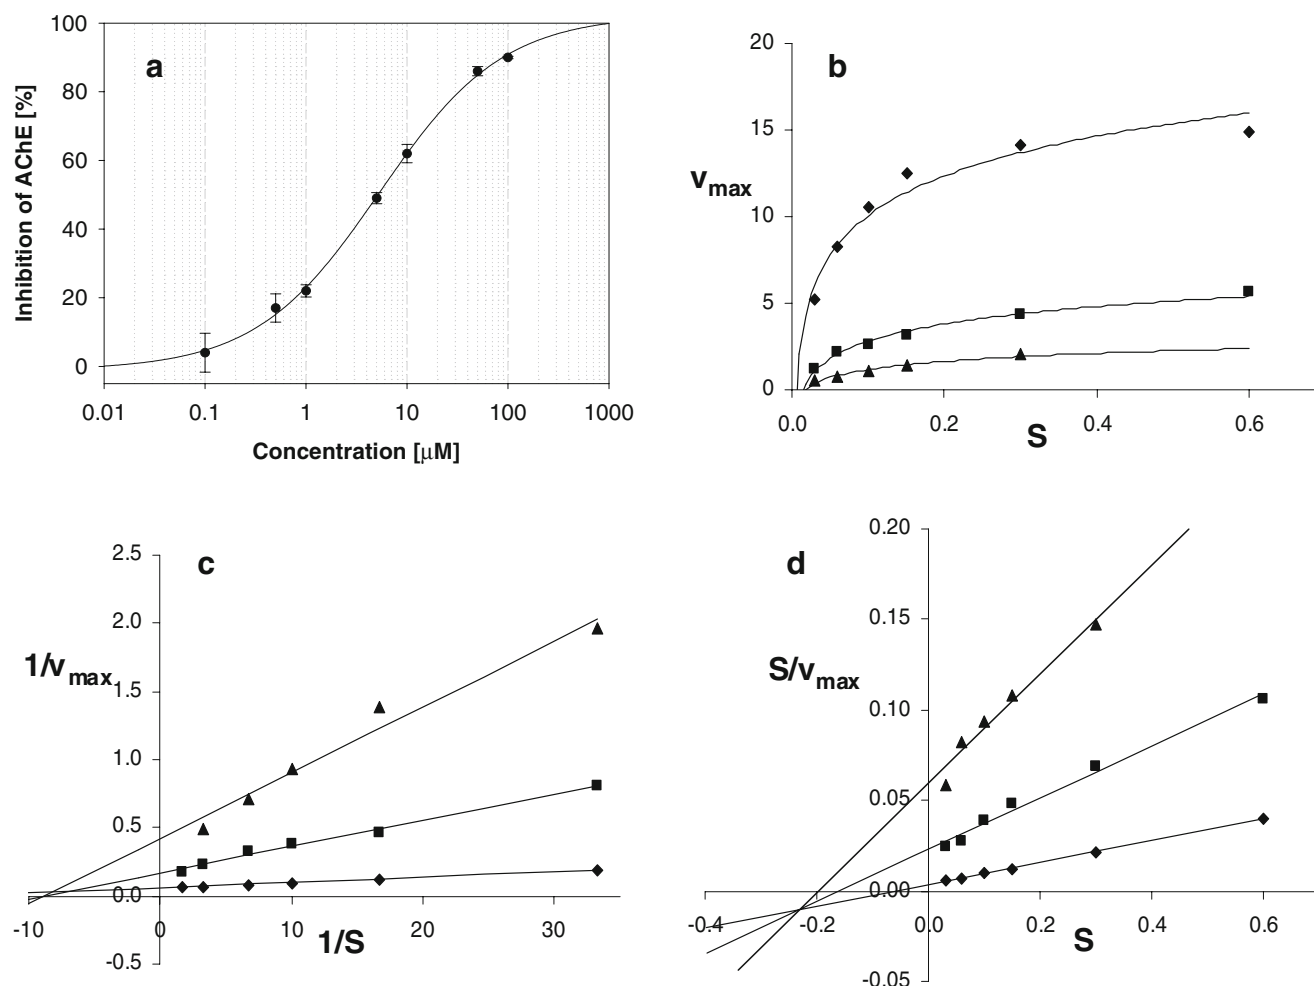 a
Inhibition of AChE [%]
100
80
60
40
20
0
0.01 0.1 1 10 100 1000
Concentration [μM]
b
v max
20
15
10
5
0
0.0 0.2 0.4 0.6
S
c
1/v max
2.5
2.0
1.5
1.0
0.5
0.0
-0.5
-10 0 10 20 30
1/S
d
S/v max
0.20
0.15
0.10
0.05
0.00
-0.05
-0.4 -0.2 0.0 0.2 0.4 0.6
S